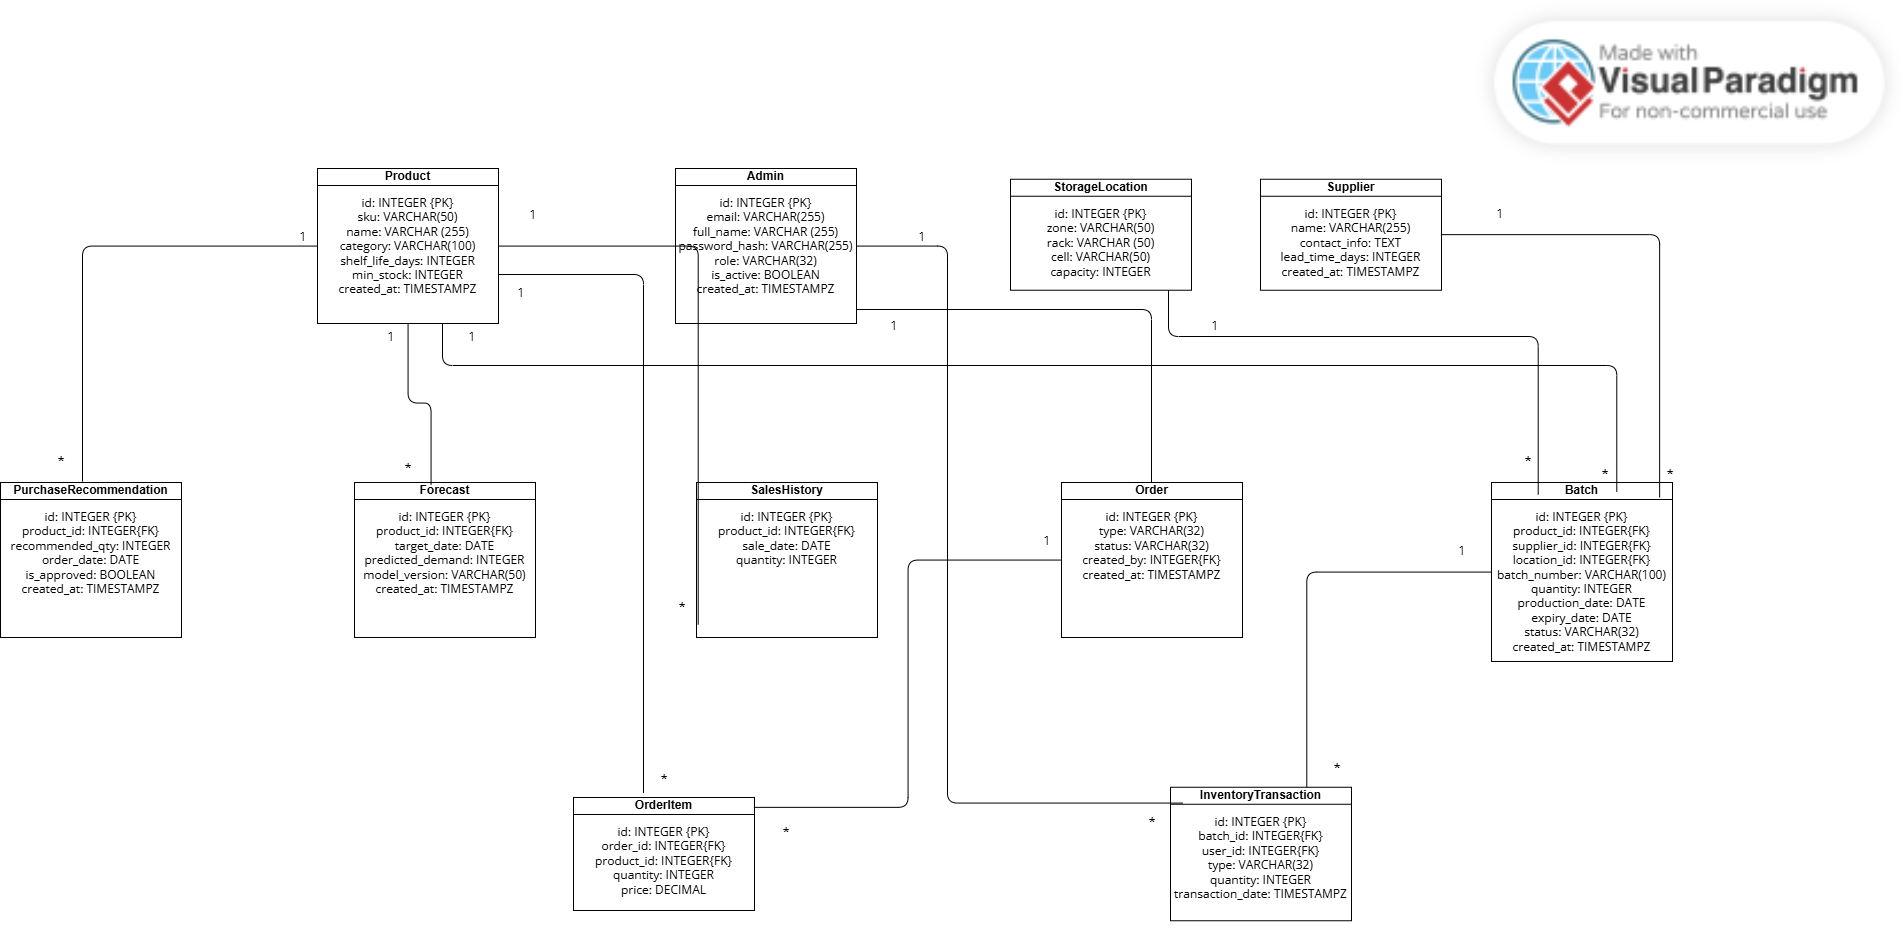 Made with
Visual Paradigm
For non-commercial use
Product
id: INTEGER {PK}
sku: VARCHAR(50)
name: VARCHAR (255)
category: VARCHAR(100)
shelf_life_days: INTEGER
min_stock: INTEGER
created_at: TIMESTAMPZ
Admin
id: INTEGER {PK}
email: VARCHAR(255)
full_name: VARCHAR (255)
password_hash: VARCHAR(255)
role: VARCHAR(32)
is_active: BOOLEAN
created_at: TIMESTAMPZ
StorageLocation
id: INTEGER {PK}
zone: VARCHAR(50)
rack: VARCHAR (50)
cell: VARCHAR(50)
capacity: INTEGER
Supplier
id: INTEGER {PK}
name: VARCHAR(255)
contact_info: TEXT
lead_time_days: INTEGER
created_at: TIMESTAMPZ
1
1
1
1
1
1
1
1
1
*
*
*
*
*
PurchaseRecommendation
id: INTEGER {PK}
product_id: INTEGER{FK}
recommended_qty: INTEGER
order_date: DATE
is_approved: BOOLEAN
created_at: TIMESTAMPZ
Forecast
id: INTEGER {PK}
product_id: INTEGER{FK}
target_date: DATE
predicted_demand: INTEGER
model_version: VARCHAR(50)
created_at: TIMESTAMPZ
SalesHistory
id: INTEGER {PK}
product_id: INTEGER{FK}
sale_date: DATE
quantity: INTEGER
*
Order
id: INTEGER {PK}
type: VARCHAR(32)
status: VARCHAR(32)
created_by: INTEGER{FK}
created_at: TIMESTAMPZ
1
Batch
id: INTEGER {PK}
product_id: INTEGER{FK}
supplier_id: INTEGER{FK}
location_id: INTEGER{FK}
batch_number: VARCHAR(100)
quantity: INTEGER
production_date: DATE
expiry_date: DATE
status: VARCHAR(32)
created_at: TIMESTAMPZ
1
*
*
OrderItem
id: INTEGER {PK}
order_id: INTEGER{FK}
product_id: INTEGER{FK}
quantity: INTEGER
price: DECIMAL
*
*
InventoryTransaction
id: INTEGER {PK}
batch_id: INTEGER{FK}
user_id: INTEGER{FK}
type: VARCHAR(32)
quantity: INTEGER
transaction_date: TIMESTAMPZ